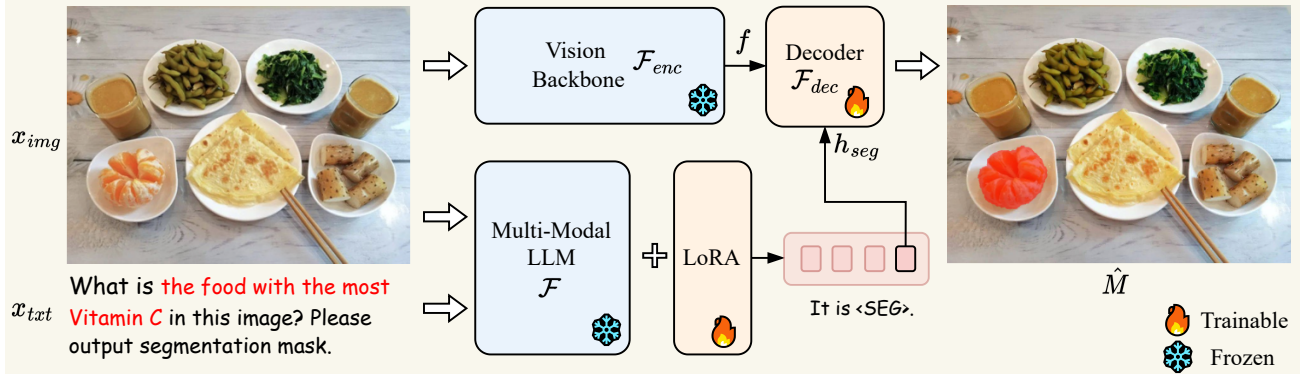 x_img
x_txt
What is the food with the most
Vitamin C in this image? Please
output segmentation mask.
Vision
Backbone
F_enc
f
Decoder
F_dec
h_seg
Multi-Modal
LLM
F
LoRA
It is <SEG>.
M̂
Trainable
Frozen